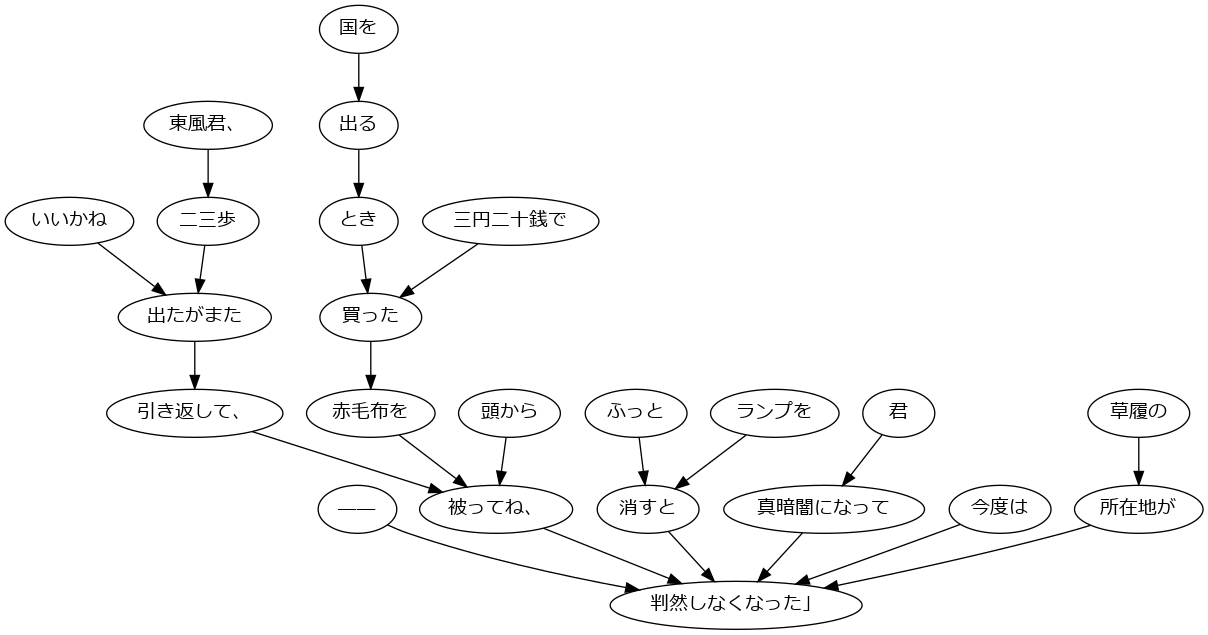 国を
東風君、
出る
いいかね
二三歩
とき
三円二十銭で
出たがまた
買った
引き返して、
赤毛布を
頭から
ふっと
ランプを
君
草履の
——
被ってね、
消すと
真暗闇になって
今度は
所在地が
判然しなくなった」